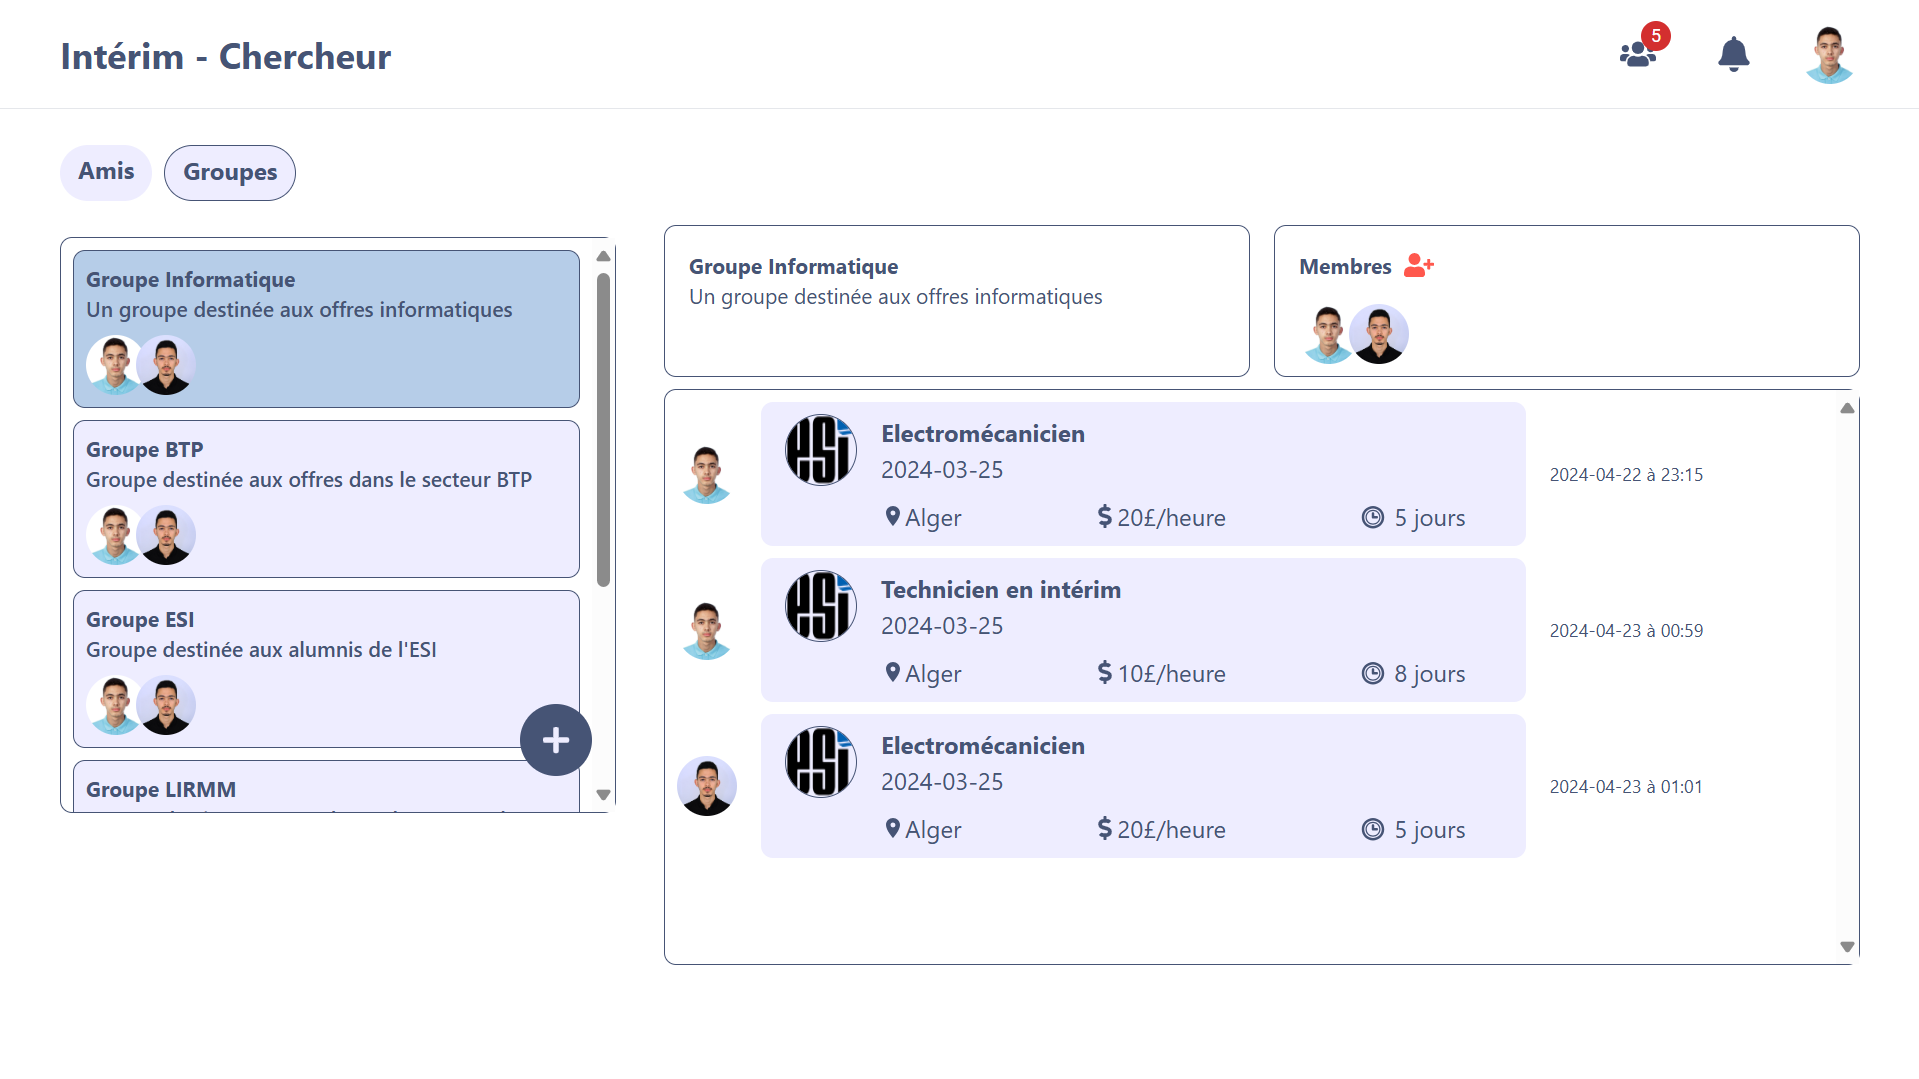 Intérim - Chercheur
5
Amis
Groupes
Groupe Informatique
Un groupe destinée aux offres informatiques
Groupe BTP
Groupe destinée aux offres dans le secteur BTP
Groupe ESI
Groupe destinée aux alumnis de l'ESI
Groupe LIRMM
Groupe Informatique
Un groupe destinée aux offres informatiques
Membres
Electromécanicien
2024-03-25
Alger
20£/heure
5 jours
2024-04-22 à 23:15
Technicien en intérim
2024-03-25
Alger
10£/heure
8 jours
2024-04-23 à 00:59
Electromécanicien
2024-03-25
Alger
20£/heure
5 jours
2024-04-23 à 01:01